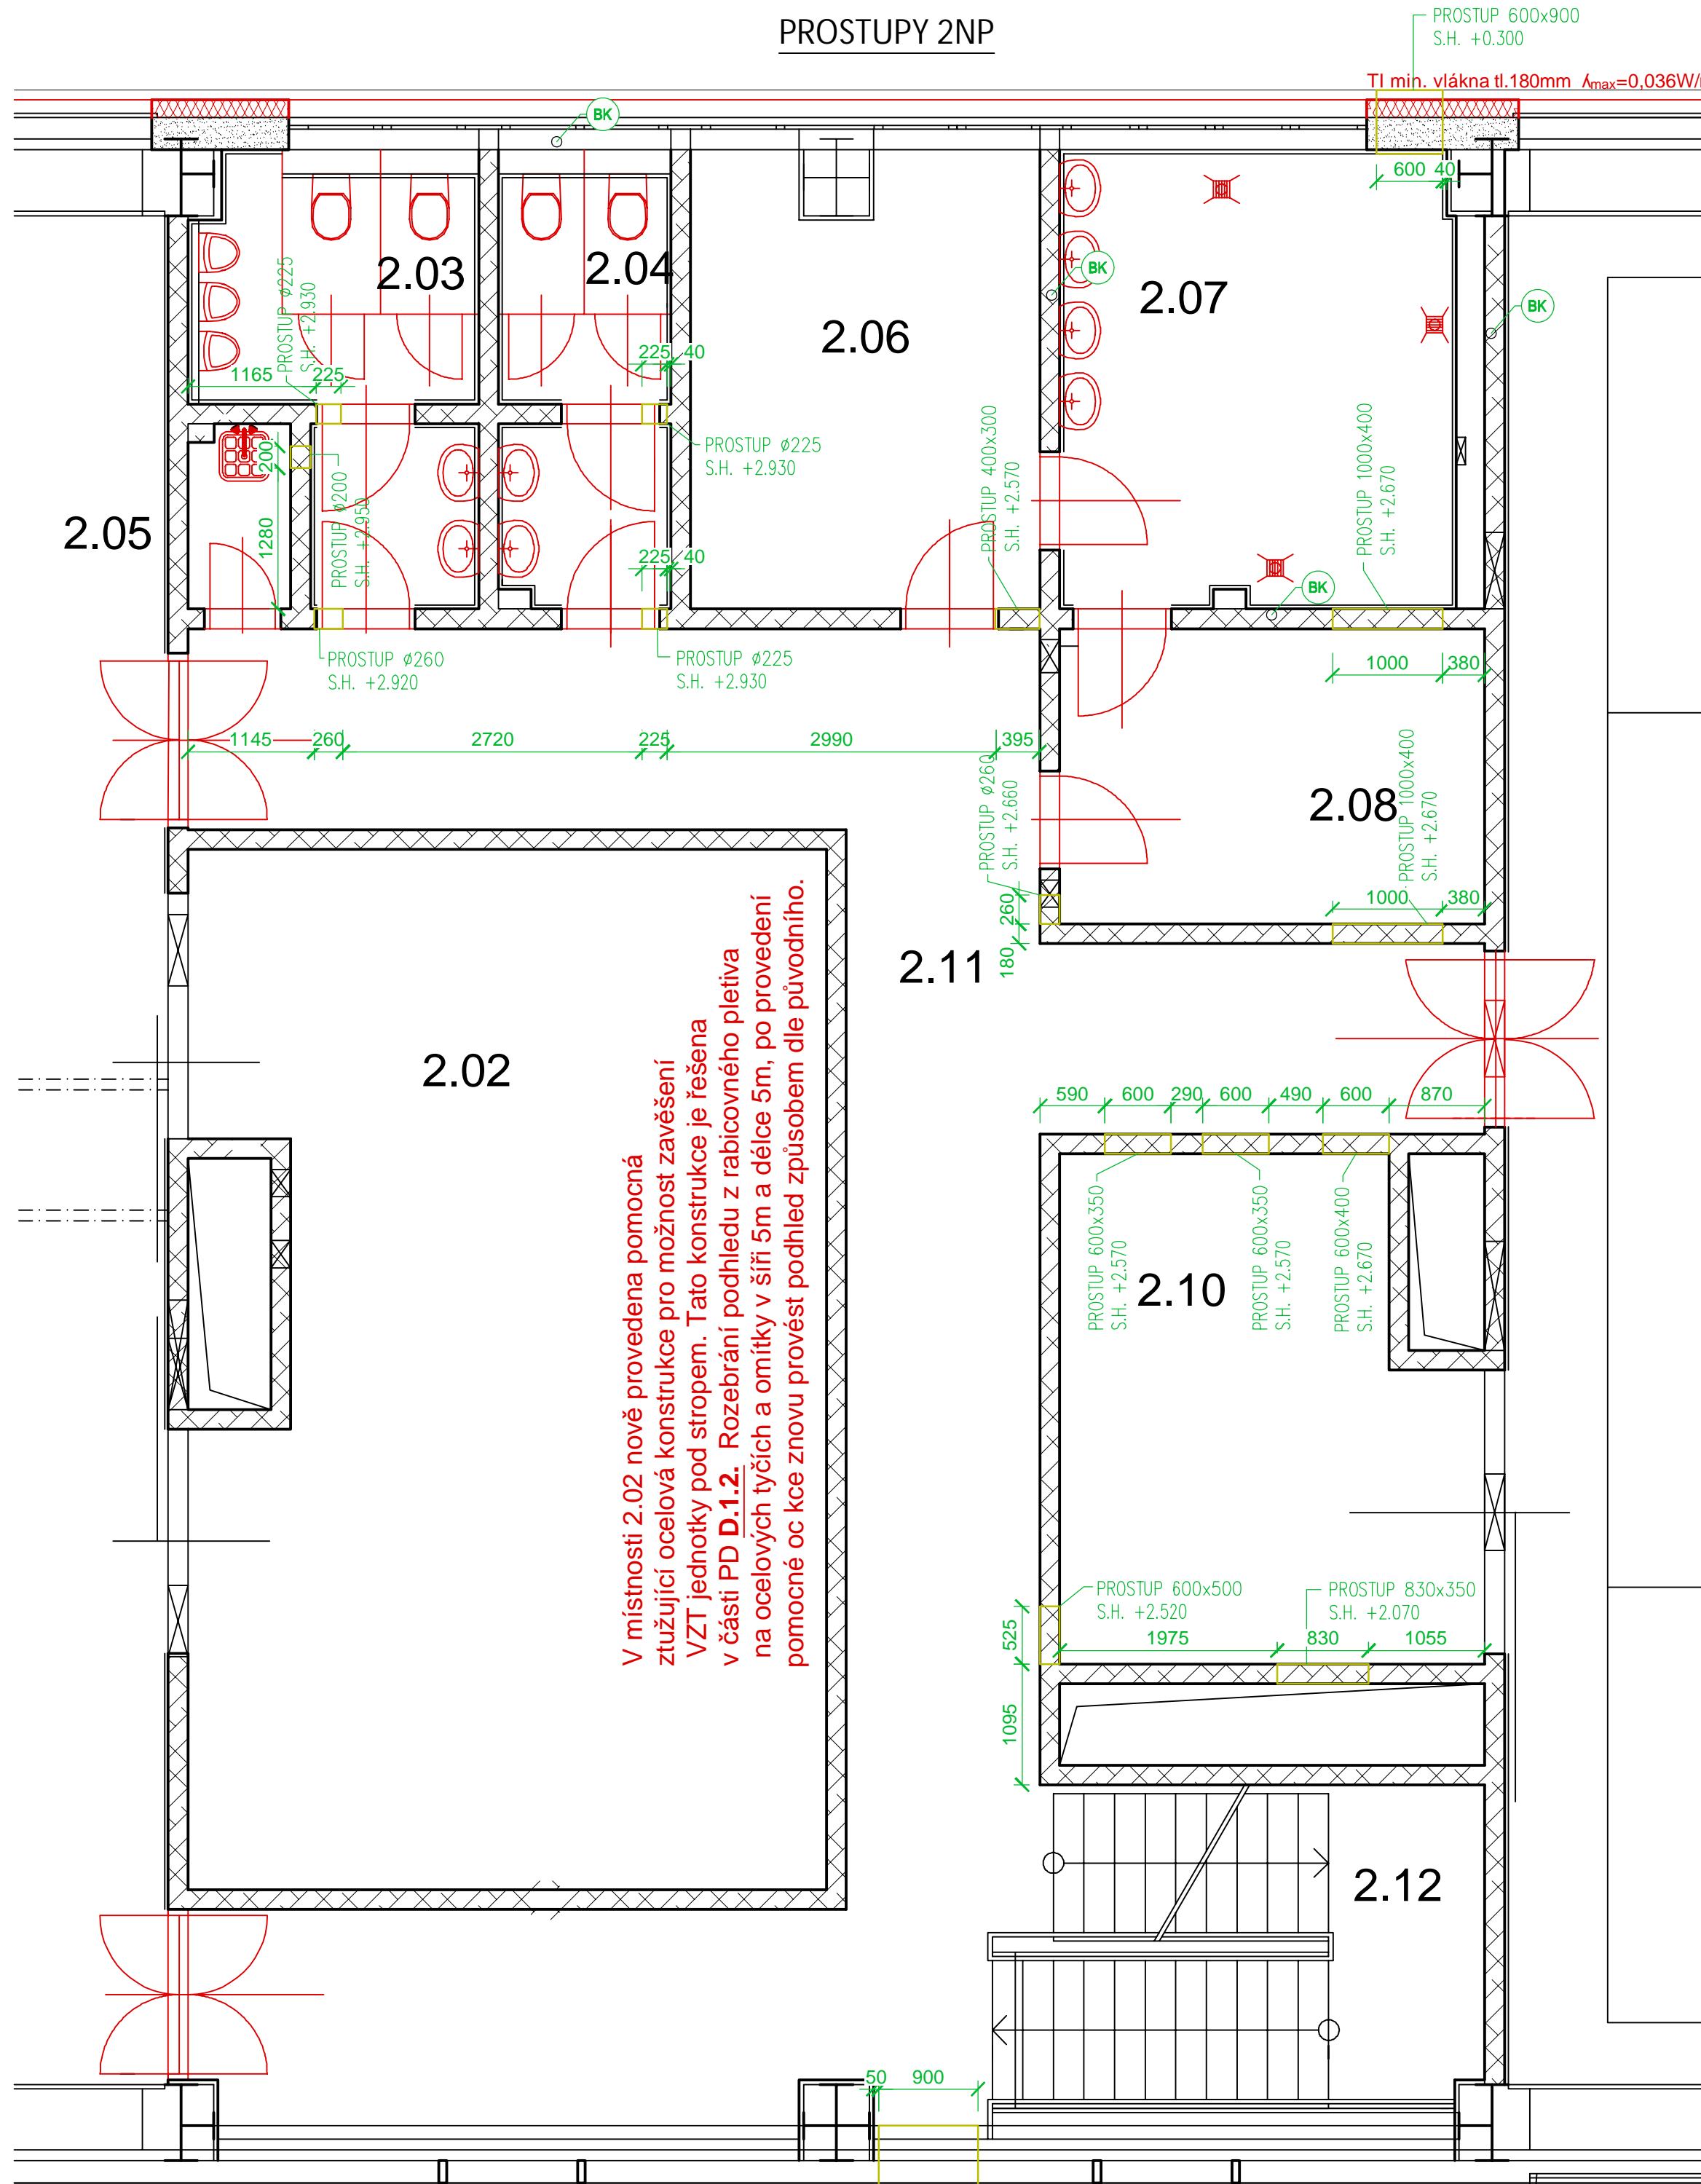 PROSTUPY 2NP
PROSTUP 600x900
S.H. +0.300
TI min. vlákna tl.180mm λmax=0,036W/
BK
600 40
2.03
2.04
PROSTUP ø225
S.H. +2.930
BK
BK
2.06
2.07
1165
225
225
40
PROSTUP ø225
S.H. +2.930
PROSTUP 400x300
S.H. +2.570
PROSTUP 1000x400
S.H. +2.670
200
1280
PROSTUP ø200
S.H. +2.950
2.05
225
40
BK
PROSTUP ø260
S.H. +2.920
PROSTUP ø225
S.H. +2.930
1000
380
1145
260
2720
225
2990
395
PROSTUP ø260
S.H. +2.660
2.08
PROSTUP 1000x400
S.H. +2.670
1000
380
260
180
2.11
2.02
V místnosti 2.02 nově provedena pomocná
ztužující ocelová konstrukce pro možnost zavěšení
VZT jednotky pod stropem. Tato konstrukce je řešena
v části PD D.1.2. Rozebrání podhledu z rabicovného pletiva
na ocelových tyčích a omítky v šíři 5m a délce 5m, po provedení
pomocné oc kce znovu provést podhled způsobem dle původního.
590
600
290
600
490
600
870
PROSTUP 600x350
S.H. +2.570
PROSTUP 600x350
S.H. +2.570
PROSTUP 600x400
S.H. +2.670
2.10
PROSTUP 600x500
S.H. +2.520
PROSTUP 830x350
S.H. +2.070
525
1975
830
1055
1095
2.12
50
900